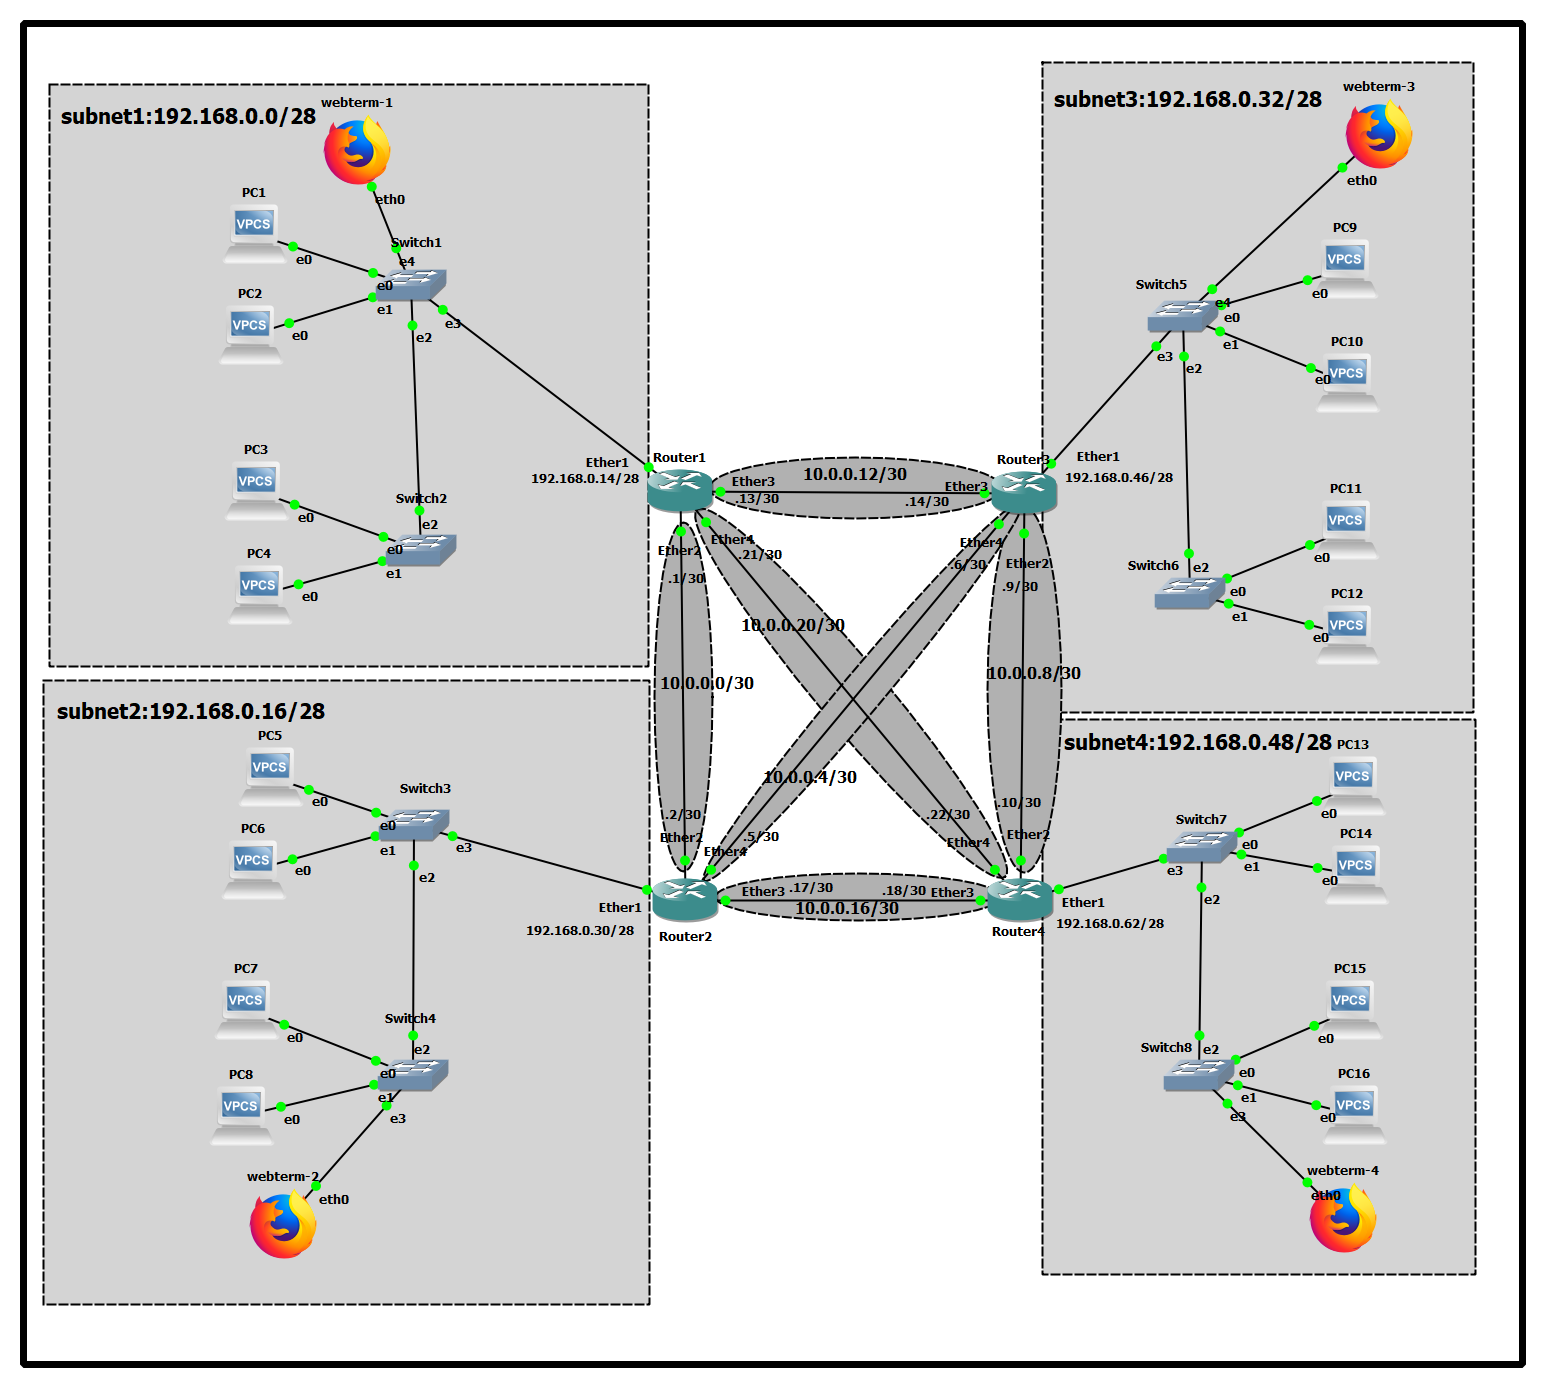 subnet1:192.168.0.0/28
webterm-1
eth0
PC1
VPCS
e0
Switch1
e4
e0
PC2
VPCS
e0
e1
e2
e3
PC3
VPCS
e0
Switch2
e2
e0
PC4
VPCS
e0
e1
Ether1
192.168.0.14/28
Router1
subnet3:192.168.0.32/28
webterm-3
eth0
PC9
VPCS
e0
Switch5
e4
e0
e1
e3
e2
PC10
VPCS
e0
Router3
Ether1
192.168.0.46/28
PC11
VPCS
e0
Switch6
e2
e0
e1
PC12
VPCS
e0
Ether3
.13/30
10.0.0.12/30
Ether3
.14/30
Ether2
.1/30
Ether4
.21/30
Ether4
.6/30
Ether2
.9/30
10.0.0.20/30
10.0.0.0/30
10.0.0.8/30
10.0.0.4/30
.2/30
Ether2
.5/30
Ether4
.22/30
Ether4
.10/30
Ether2
Ether3
.17/30
.18/30
Ether3
10.0.0.16/30
subnet2:192.168.0.16/28
PC5
VPCS
e0
Switch3
e0
PC6
VPCS
e0
e1
e3
e2
Ether1
192.168.0.30/28
Router2
PC7
VPCS
e0
Switch4
e2
e0
PC8
VPCS
e0
e1
e3
webterm-2
eth0
subnet4:192.168.0.48/28
PC13
VPCS
e0
Switch7
e0
e1
e3
e2
PC14
VPCS
e0
Ether1
192.168.0.62/28
Router4
PC15
VPCS
e0
Switch8
e2
e0
e1
e3
PC16
VPCS
e0
webterm-4
eth0